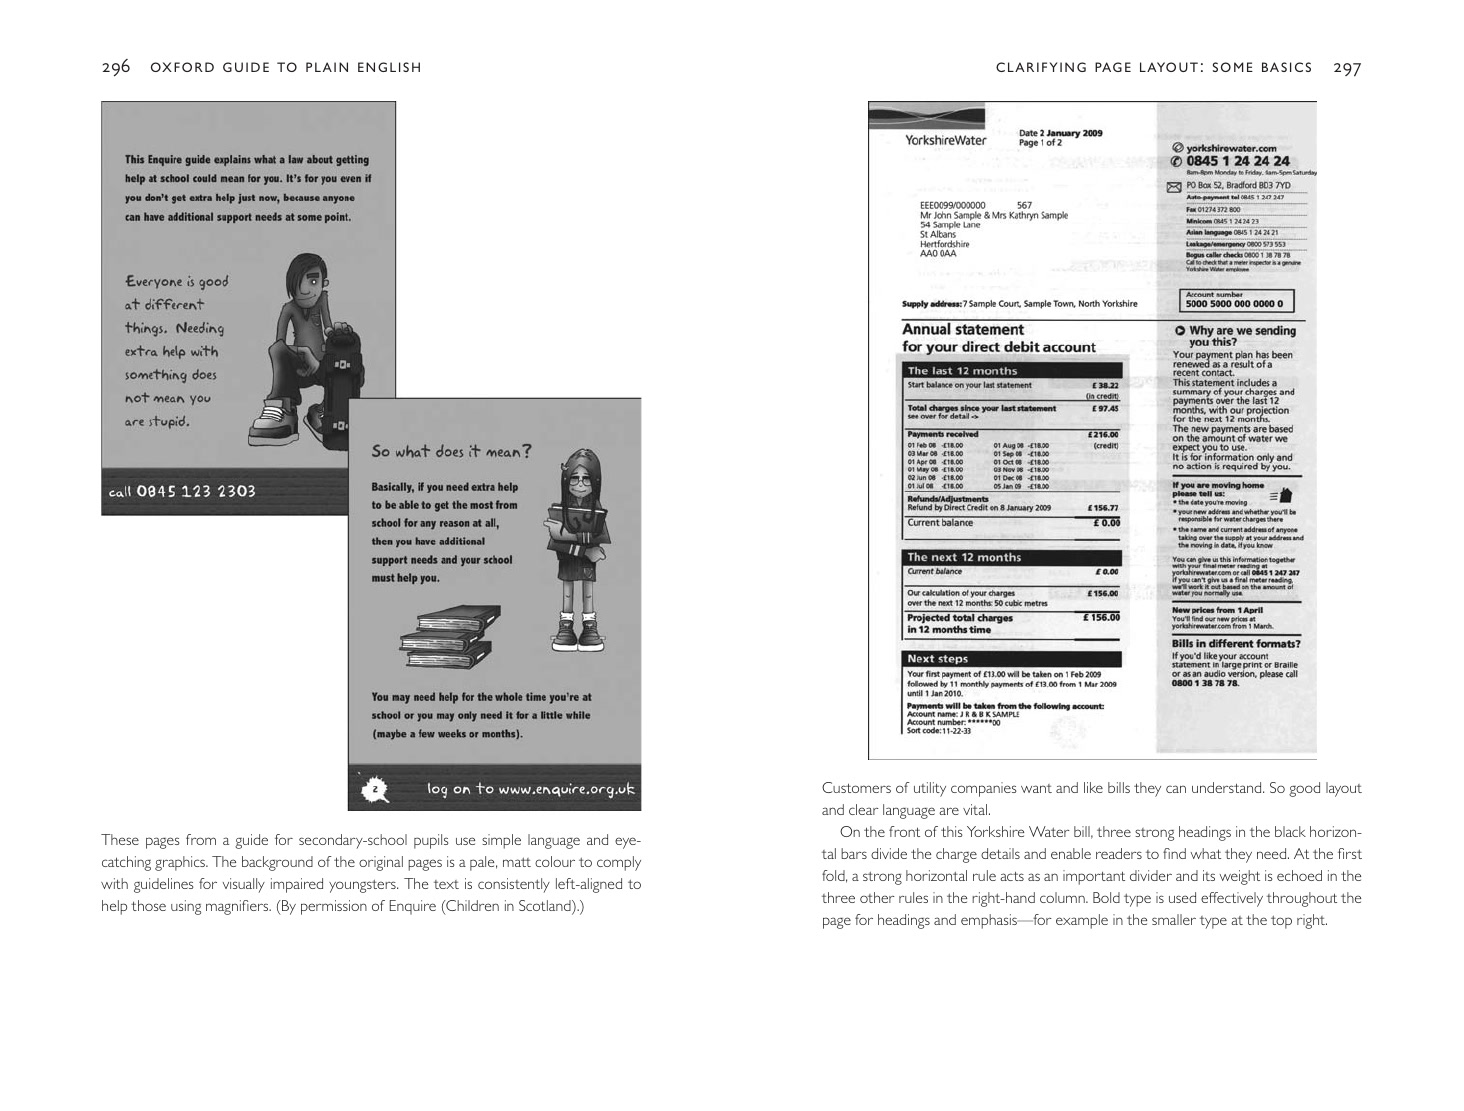 296 OXFORD GUIDE TO PLAIN ENGLISH
This Enquire guide explains what a law about getting
help at school could mean for you. It's for you even if
you don't get extra help just now, because anyone
can have additional support needs at some point.
Everyone is good
at different
things. Needing
extra help with
something does
not mean you
are stupid.
call 0845 123 2303
So what does it mean?
Basically, if you need extra help
to be able to get the most from
school for any reason at all,
then you have additional
support needs and your school
must help you.
You may need help for the whole time you're at
school or you may only need it for a little while
(maybe a few weeks or months).
2
log on to www.enquire.org.uk
These pages from a guide for secondary-school pupils use simple language and eye-
catching graphics. The background of the original pages is a pale, matt colour to comply
with guidelines for visually impaired youngsters. The text is consistently left-aligned to
help those using magnifiers. (By permission of Enquire (Children in Scotland).)
CLARIFYING PAGE LAYOUT: SOME BASICS 297
YorkshireWater
Date 2 January 2009
Page 1 of 2
EEE0099/000000 567
Mr John Sample & Mrs Kathryn Sample
54 Sample Lane
St Albans
Hertfordshire
AA0 0AA
Supply address: 7 Sample Court, Sample Town, North Yorkshire
Annual statement
for your direct debit account
The last 12 months
Start balance on your last statement £ 38.22
(in credit)
Total charges since your last statement £ 97.45
see over for detail ->
Payments received £216.00
(credit)
01 Feb 08 -£18.00 01 Aug 08 -£18.00
03 Mar 08 -£18.00 01 Sep 08 -£18.00
01 Apr 08 -£18.00 01 Oct 08 -£18.00
01 May 08 -£18.00 03 Nov 08 -£18.00
02 Jun 08 -£18.00 01 Dec 08 -£18.00
01 Jul 08 -£18.00 05 Jan 09 -£18.00
Refunds/Adjustments
Refund by Direct Credit on 8 January 2009 £ 156.77
Current balance £ 0.00
The next 12 months
Current balance £ 0.00
Our calculation of your charges £ 156.00
over the next 12 months: 50 cubic metres
Projected total charges £ 156.00
in 12 months time
Next steps
Your first payment of £13.00 will be taken on 1 Feb 2009
followed by 11 monthly payments of £13.00 from 1 Mar 2009
until 1 Jan 2010.
Payments will be taken from the following account:
Account name: J R & B K SAMPLE
Account number: ******00
Sort code: 11-22-33
yorkshirewater.com
0845 1 24 24 24
8am-8pm Monday to Friday, 9am-5pm Saturday
PO Box 52, Bradford BD3 7YD
Auto-payment tel 0845 1 247 247
Fax 01274 372 800
Minicom 0845 1 24 24 23
Asian language 0845 1 24 24 21
Leakage/emergency 0800 573 553
Bogus caller checks 0800 1 38 78 78
Call to check that a meter inspector is a genuine
Yorkshire Water employee
Account number
5000 5000 000 0000 0
Why are we sending
you this?
Your payment plan has been
renewed as a result of a
recent contact.
This statement includes a
summary of your charges and
payments over the last 12
months, with our projection
for the next 12 months.
The new payments are based
on the amount of water we
expect you to use.
It is for information only and
no action is required by you.
If you are moving home
please tell us:
• the date you're moving
• your new address and whether you'll be
responsible for water charges there
• the name and current address of anyone
taking over the supply at your address and
the moving in date, if you know
You can give us this information together
with your final meter reading at
yorkshirewater.com or call 0845 1 247 247
If you can't give us a final meter reading,
we'll work it out based on the amount of
water you normally use.
New prices from 1 April
You'll find our new prices at
yorkshirewater.com from 1 March.
Bills in different formats?
If you'd like your account
statement in large print or Braille
or as an audio version, please call
0800 1 38 78 78.
Customers of utility companies want and like bills they can understand. So good layout
and clear language are vital.
On the front of this Yorkshire Water bill, three strong headings in the black horizon-
tal bars divide the charge details and enable readers to find what they need. At the first
fold, a strong horizontal rule acts as an important divider and its weight is echoed in the
three other rules in the right-hand column. Bold type is used effectively throughout the
page for headings and emphasis—for example in the smaller type at the top right.